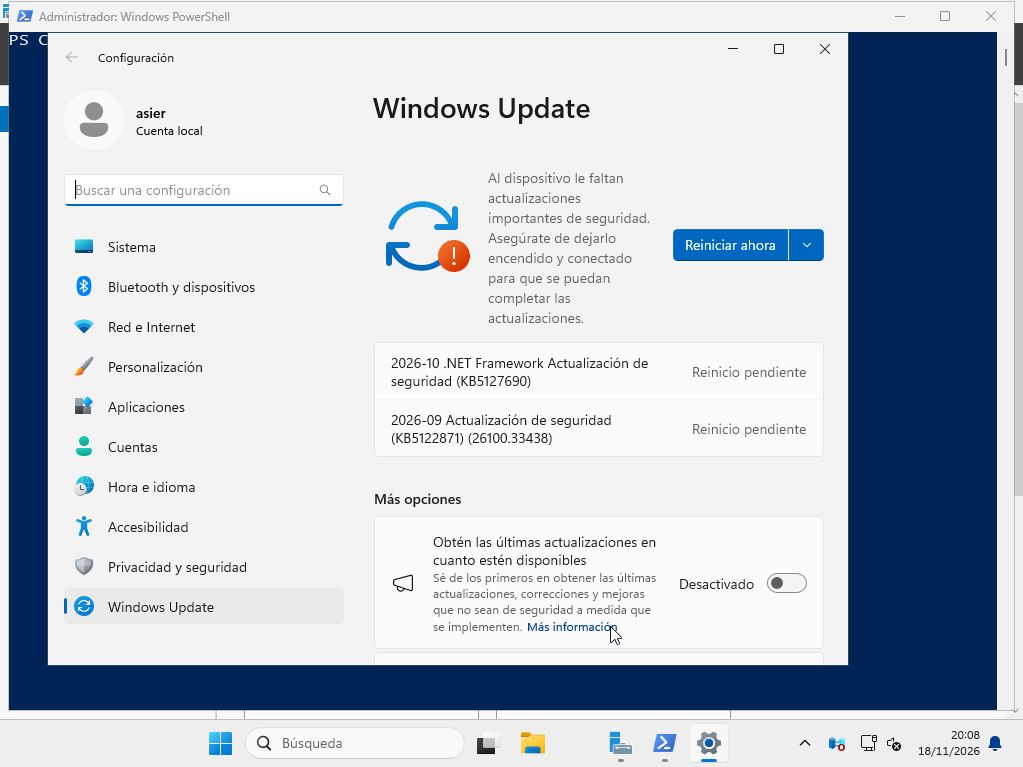 Administrador: Windows PowerShell
PS C
Configuración
asier
Cuenta local
Buscar una configuración
Sistema
Bluetooth y dispositivos
Red e Internet
Personalización
Aplicaciones
Cuentas
Hora e idioma
Accesibilidad
Privacidad y seguridad
Windows Update
Windows Update
Al dispositivo le faltan
actualizaciones
importantes de seguridad.
Asegúrate de dejarlo
encendido y conectado
para que se puedan
completar las
actualizaciones.
Reiniciar ahora
2026-10 .NET Framework Actualización de
seguridad (KB5127690)
Reinicio pendiente
2026-09 Actualización de seguridad
(KB5122871) (26100.33438)
Reinicio pendiente
Más opciones
Obtén las últimas actualizaciones en
cuanto estén disponibles
Sé de los primeros en obtener las últimas
actualizaciones, correcciones y mejoras
que no sean de seguridad a medida que
se implementen. Más información
Desactivado
Búsqueda
20:08
18/11/2026